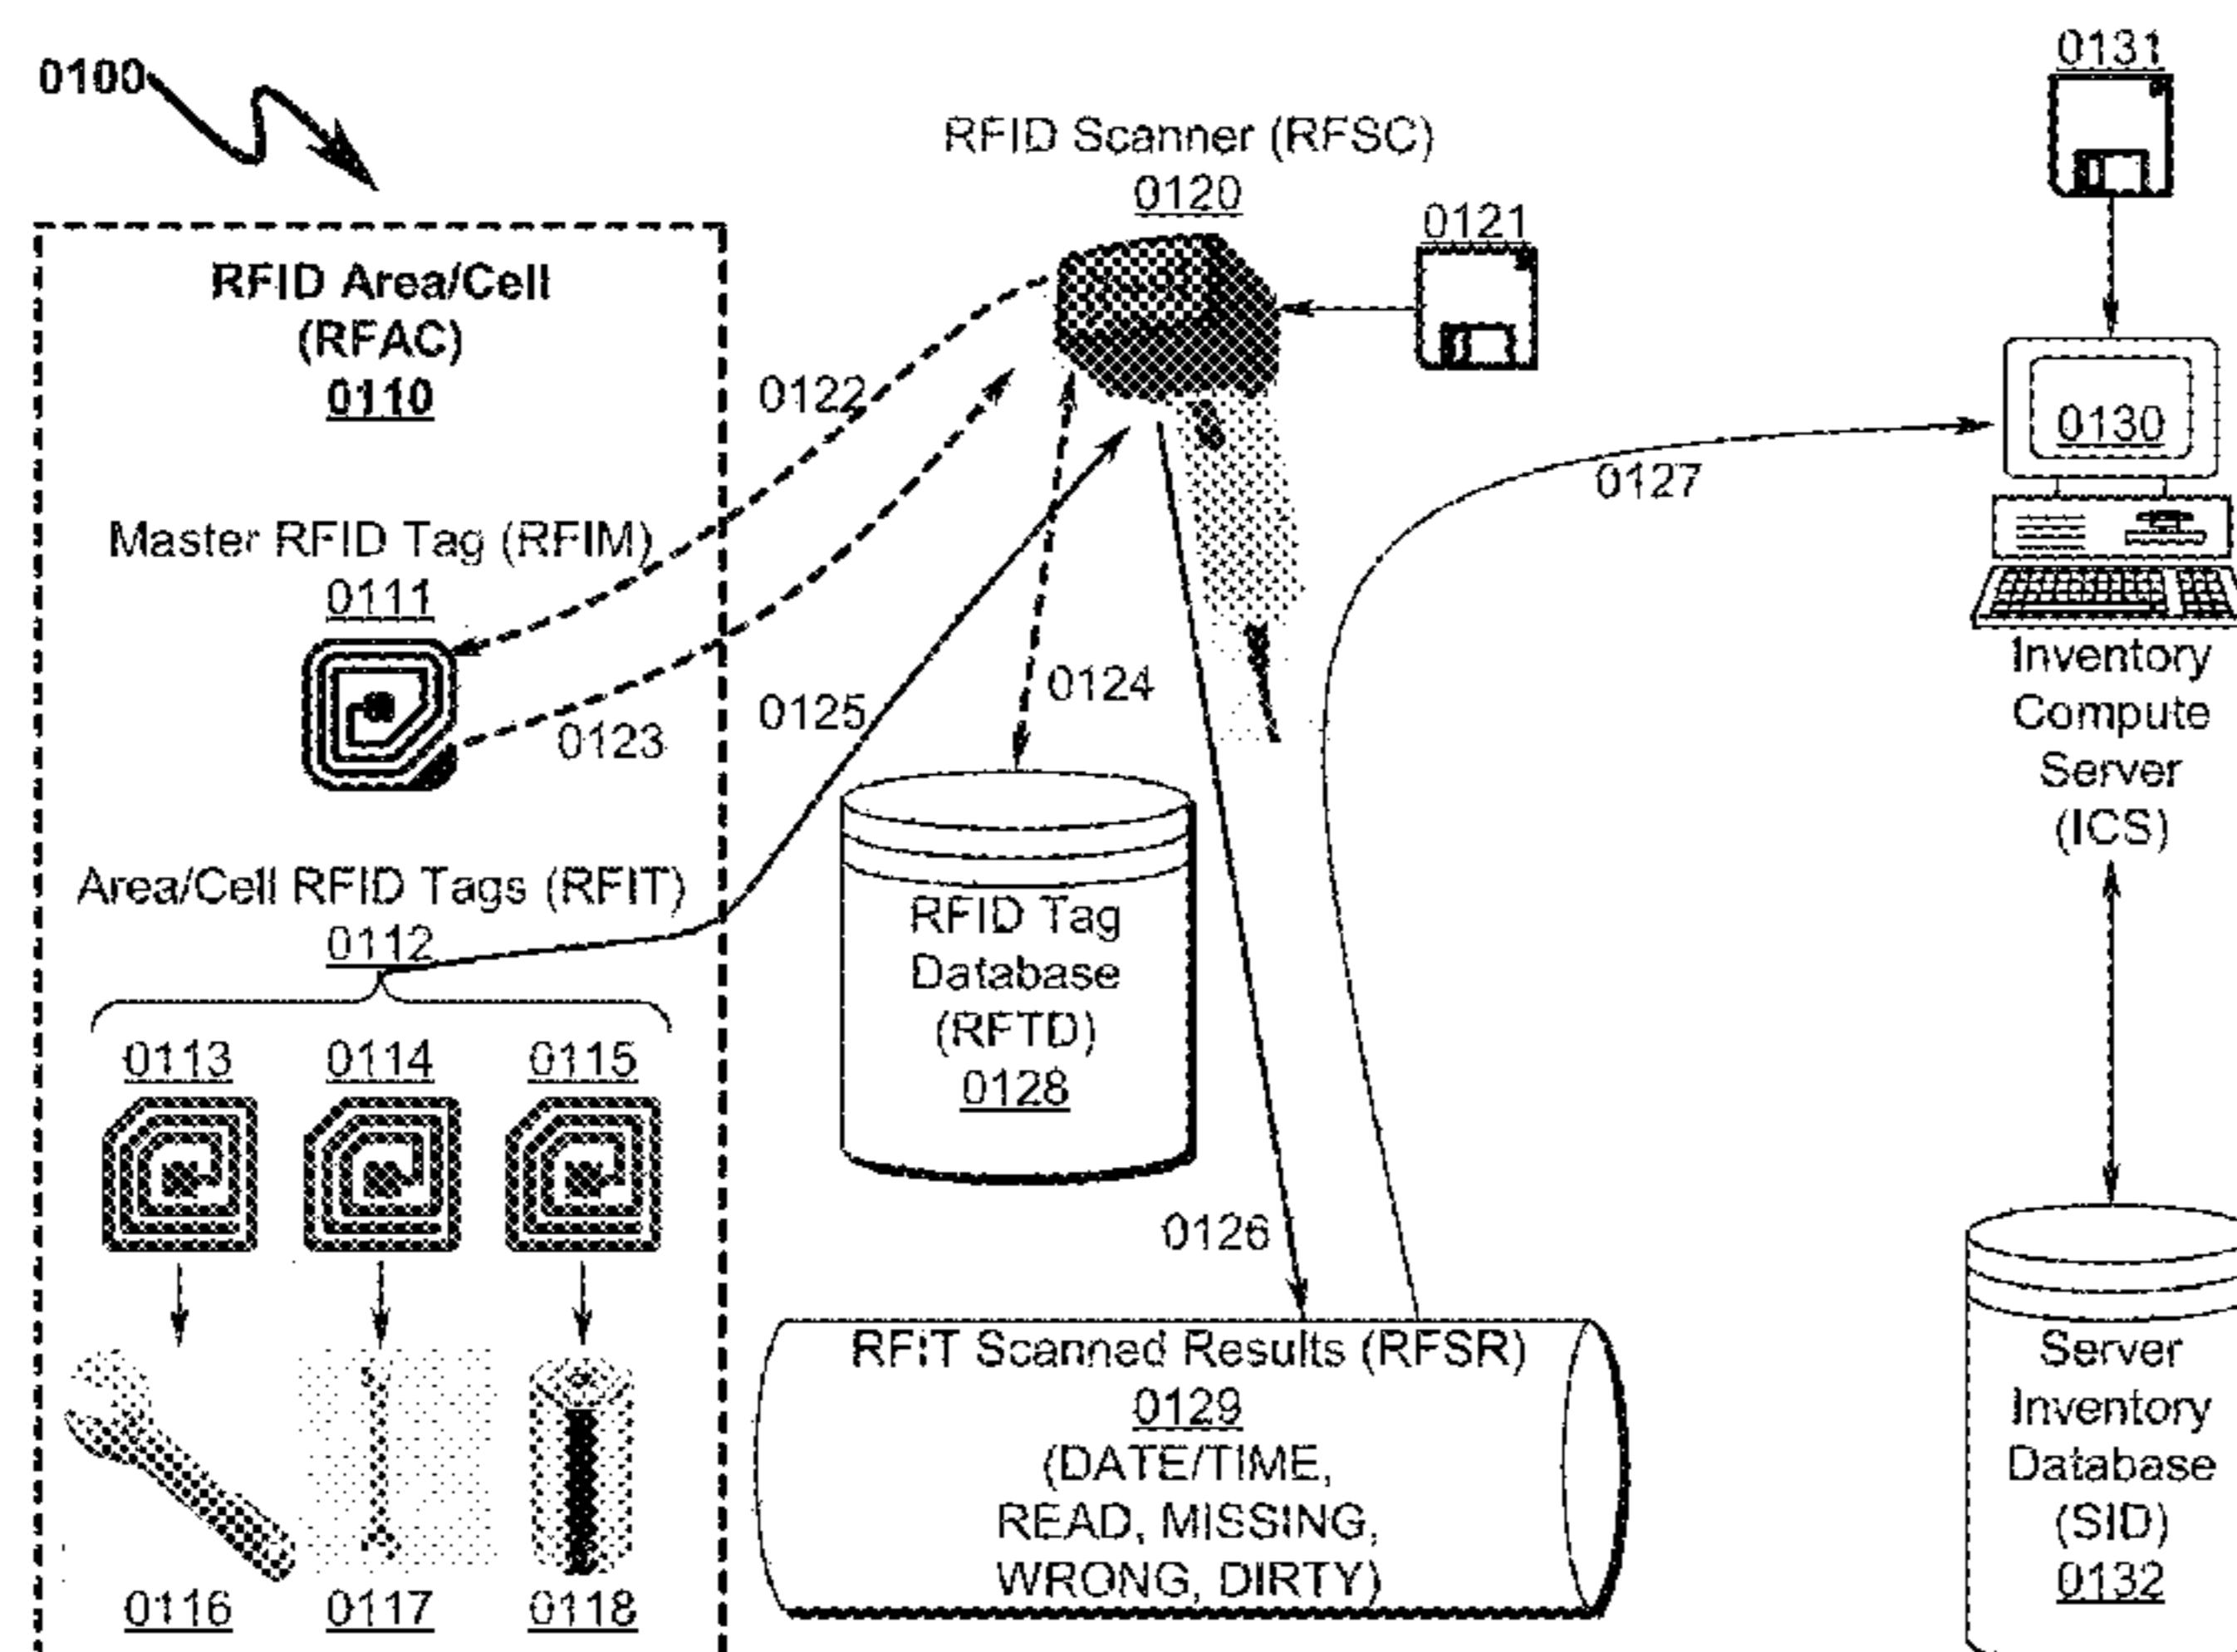 0100
RFID Area/Cell
(RFAC)
0110
Master RFID Tag (RFIM)
0111
Area/Cell RFID Tags (RFIT)
0112
0113 0114 0115
0116 0117 0118
RFID Scanner (RFSC)
0120
0121
0122
0123
0124
0125
0126
0127
RFID Tag
Database
(RFTD)
0128
RFIT Scanned Results (RFSR)
0129
(DATE/TIME,
READ, MISSING,
WRONG, DIRTY)
0131
0130
Inventory
Compute
Server
(ICS)
Server
Inventory
Database
(SID)
0132